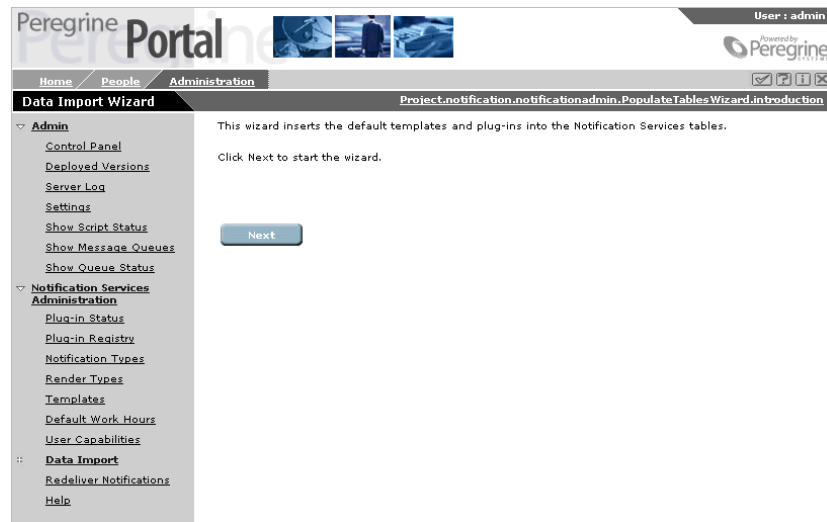 Peregrine Portal
User : admin
Powered by
Peregrine
SYSTEMS
Home
People
Administration
Data Import Wizard
Project.notification.notificationadmin.PopulateTablesWizard.introduction
Admin
Control Panel
Deployed Versions
Server Log
Settings
Show Script Status
Show Message Queues
Show Queue Status
Notification Services
Administration
Plug-in Status
Plug-in Registry
Notification Types
Render Types
Templates
Default Work Hours
User Capabilities
Data Import
Redeliver Notifications
Help
This wizard inserts the default templates and plug-ins into the Notification Services tables.
Click Next to start the wizard.
Next